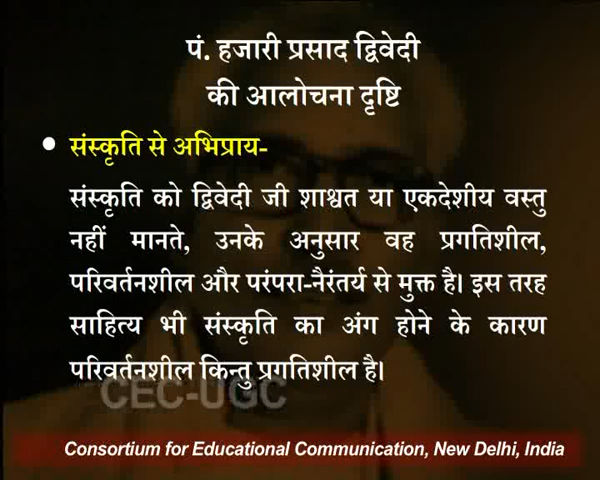 पं. हजारी प्रसाद द्विवेदी
की आलोचना दृष्टि
• संस्कृति से अभिप्राय-
संस्कृति को द्विवेदी जी शाश्वत या एकदेशीय वस्तु
नहीं मानते, उनके अनुसार वह प्रगतिशील,
परिवर्तनशील और परंपरा-नैरंतर्य से मुक्त है। इस तरह
साहित्य भी संस्कृति का अंग होने के कारण
परिवर्तनशील किन्तु प्रगतिशील है।
CEC-UGC
Consortium for Educational Communication, New Delhi, India